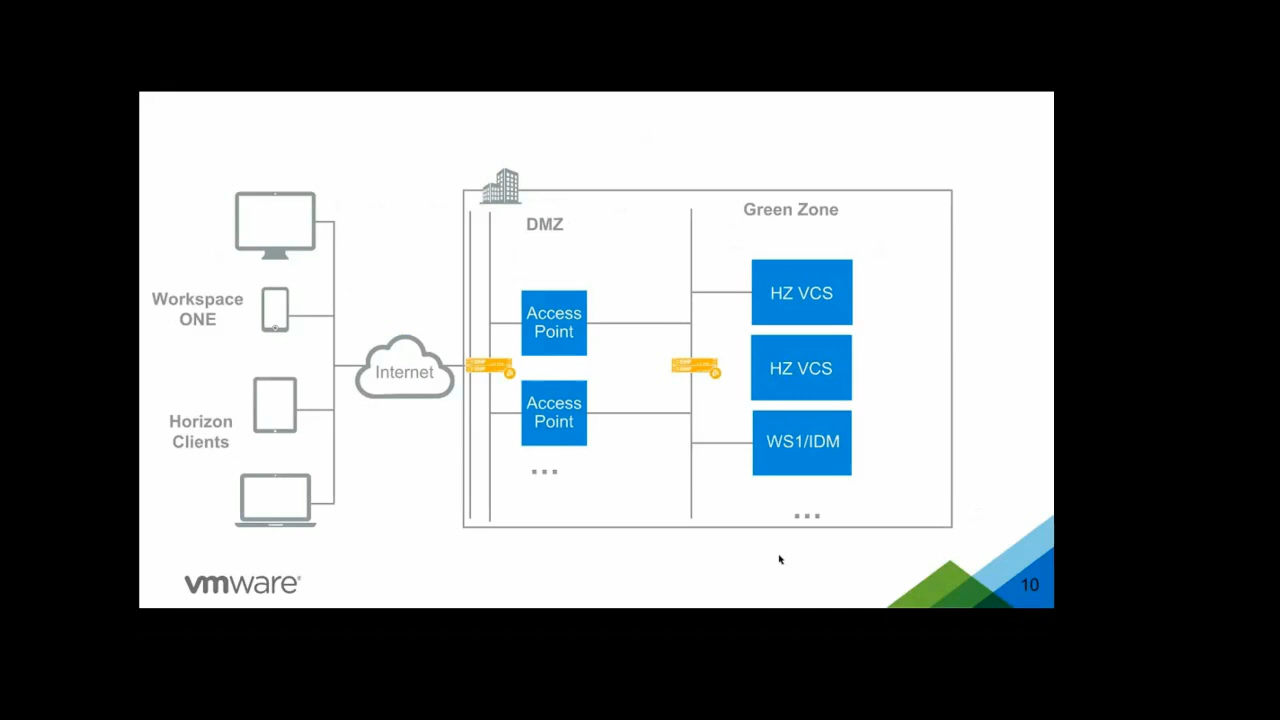 Green Zone
DMZ
HZ VCS
Workspace
ONE
Access
Point
Internet
HZ VCS
Access
Point
Horizon
Clients
WS1/IDM
...
...
vmware
10